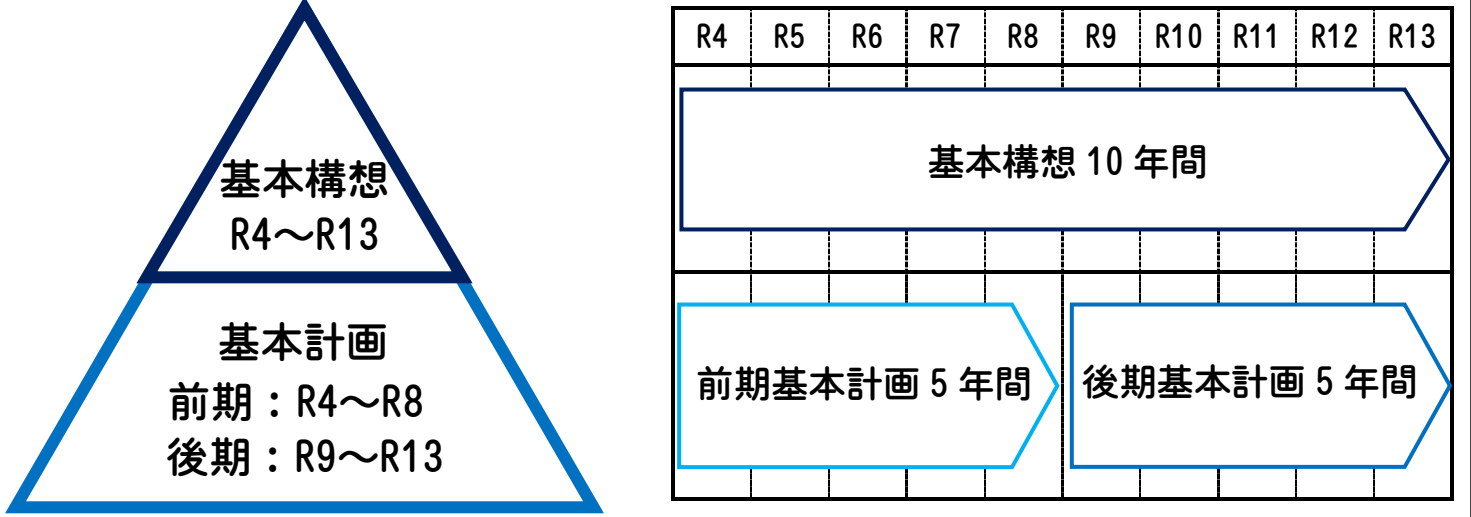 基本構想
R4～R13
基本計画
前期：R4～R8
後期：R9～R13
R4 R5 R6 R7 R8 R9 R10 R11 R12 R13
基本構想 10 年間
前期基本計画 5 年間
後期基本計画 5 年間